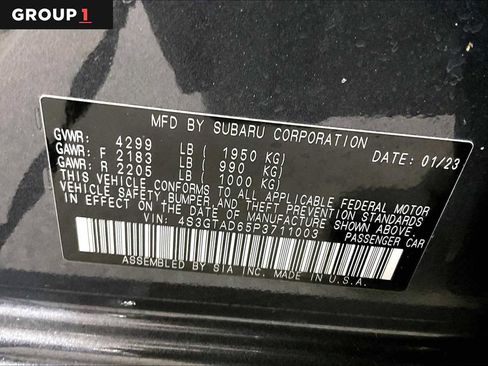 GROUP 1
MFD BY SUBARU CORPORATION
GVWR: 4299 LB ( 1950 KG) DATE: 01/23
GAWR: F 2183 LB ( 990 KG)
GAWR: R 2205 LB ( 1000 KG)
THIS VEHICLE CONFORMS TO ALL APPLICABLE FEDERAL MOTOR
VEHICLE SAFETY, BUMPER, AND THEFT PREVENTION STANDARDS
IN EFFECT ON THE DATE OF MANUFACTURE SHOWN ABOVE.
VIN: 4S3GTAD65P3711003 PASSENGER CAR
ASSEMBLED BY SIA INC. MADE IN U.S.A.